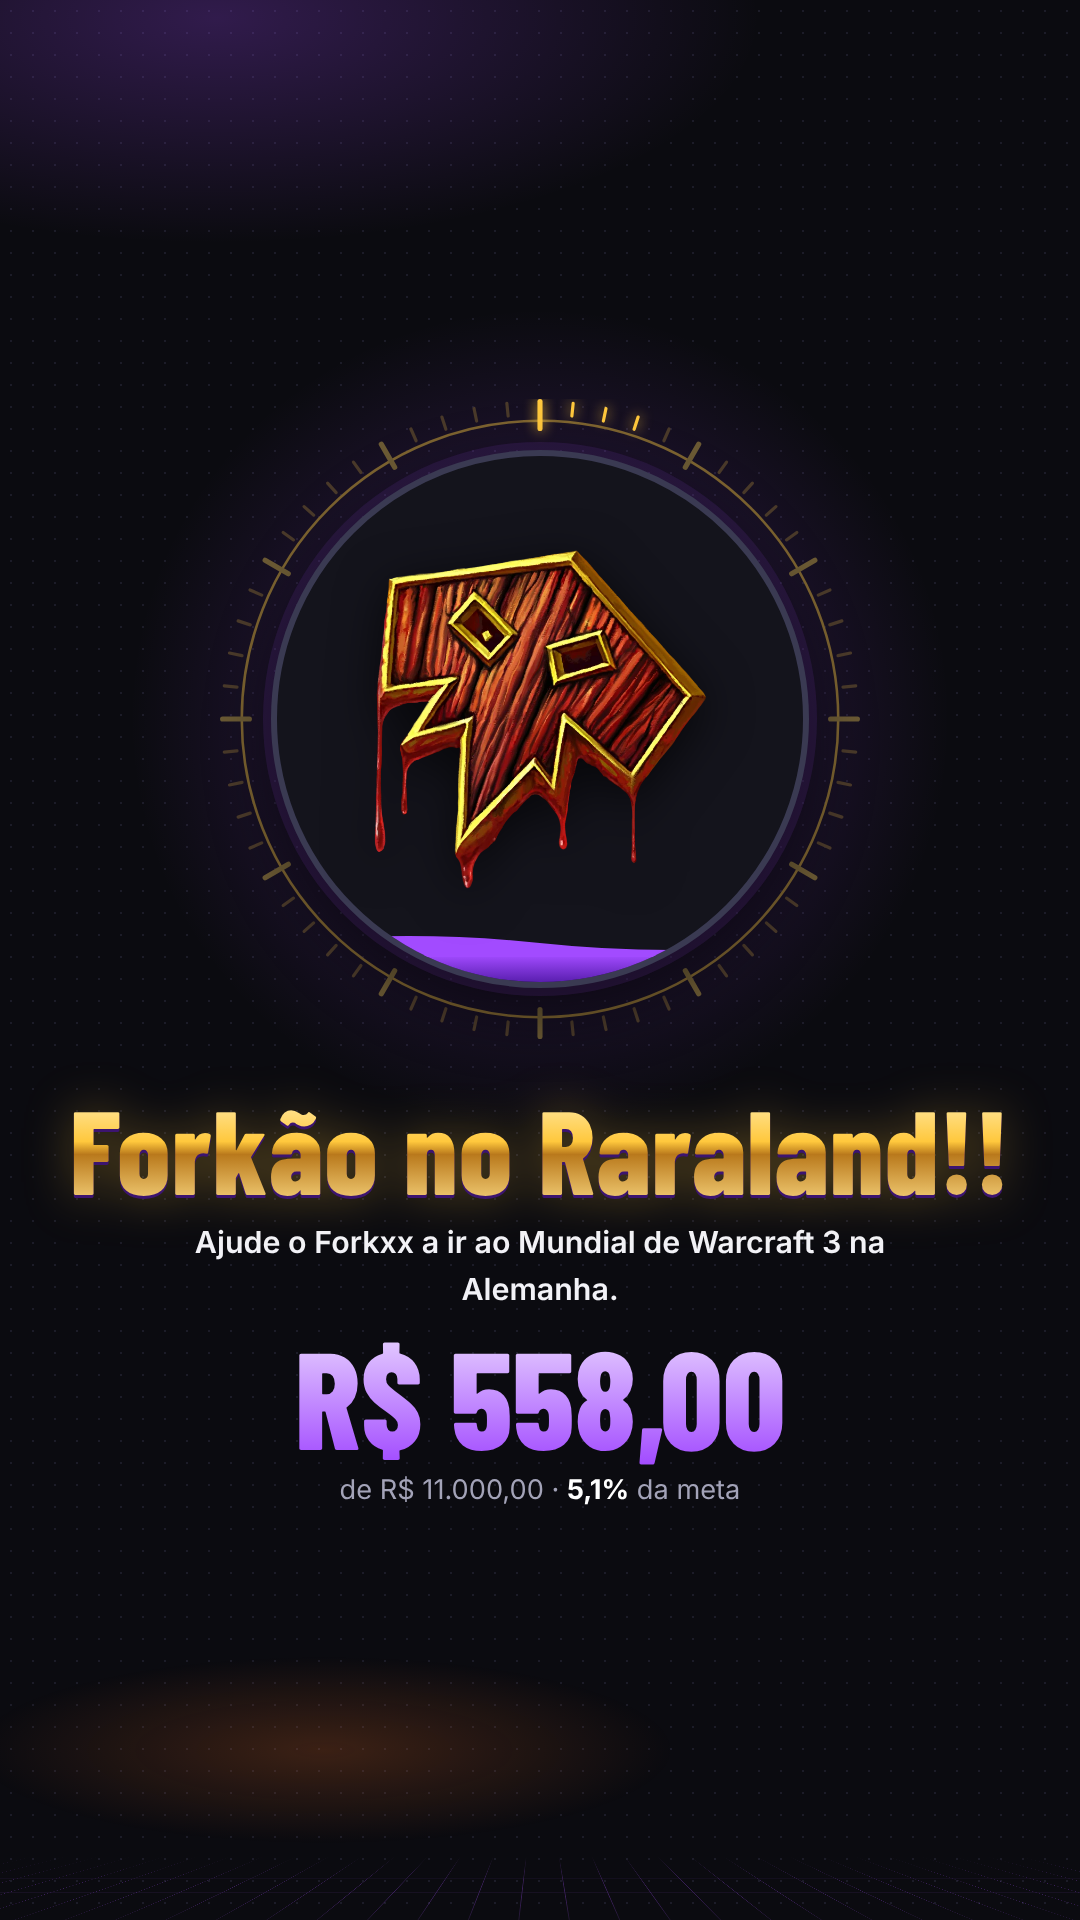 Forkão no Raraland!!
Ajude o Forkxx a ir ao Mundial de Warcraft 3 na
Alemanha.
R$ 558,00
de R$ 11.000,00 · 5,1% da meta